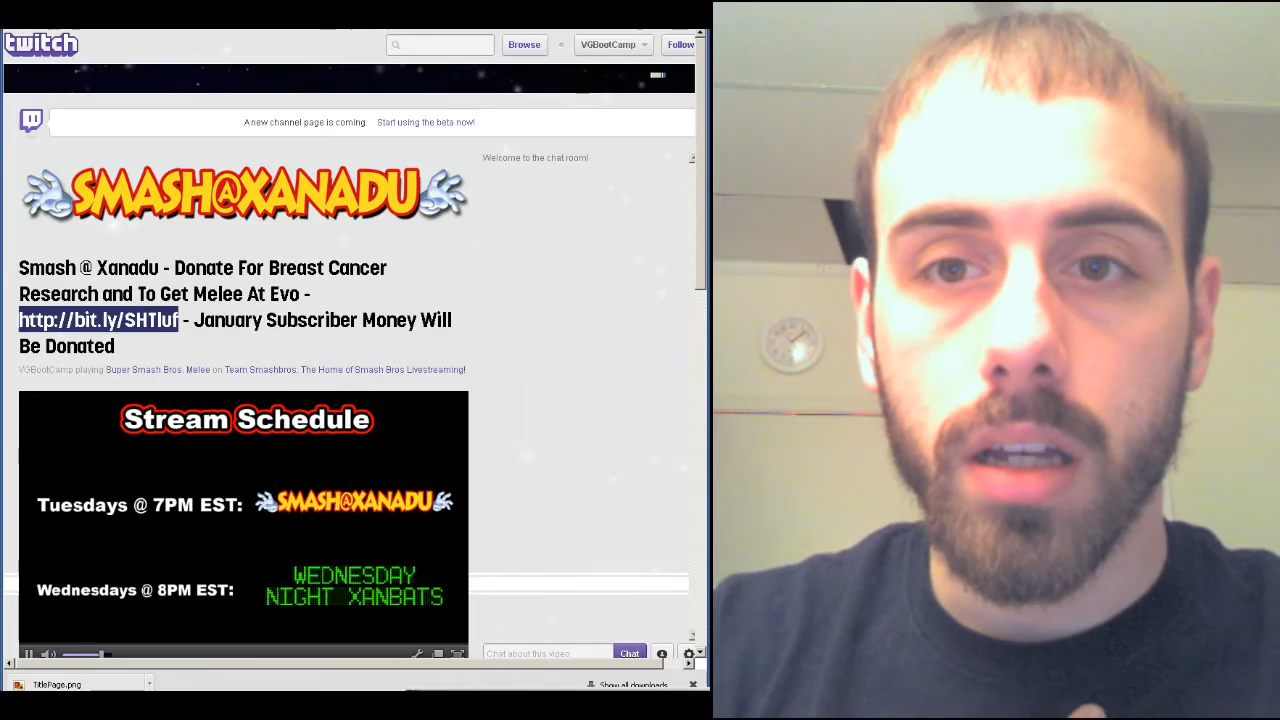 twitch
Browse
VGBootCamp
Follow
A new channel page is coming. Start using the beta now!
SMASH@XANADU
Welcome to the chat room!
Smash @ Xanadu - Donate For Breast Cancer
Research and To Get Melee At Evo -
http://bit.ly/SHTluf - January Subscriber Money Will
Be Donated
VGBootCamp playing Super Smash Bros. Melee on Team Smashbros: The Home of Smash Bros Livestreaming!
Stream Schedule
Tuesdays @ 7PM EST: SMASH@XANADU
Wednesdays @ 8PM EST: WEDNESDAY
NIGHT XANBATS
Chat about this video
Chat
TitlePage.png
Show all downloads